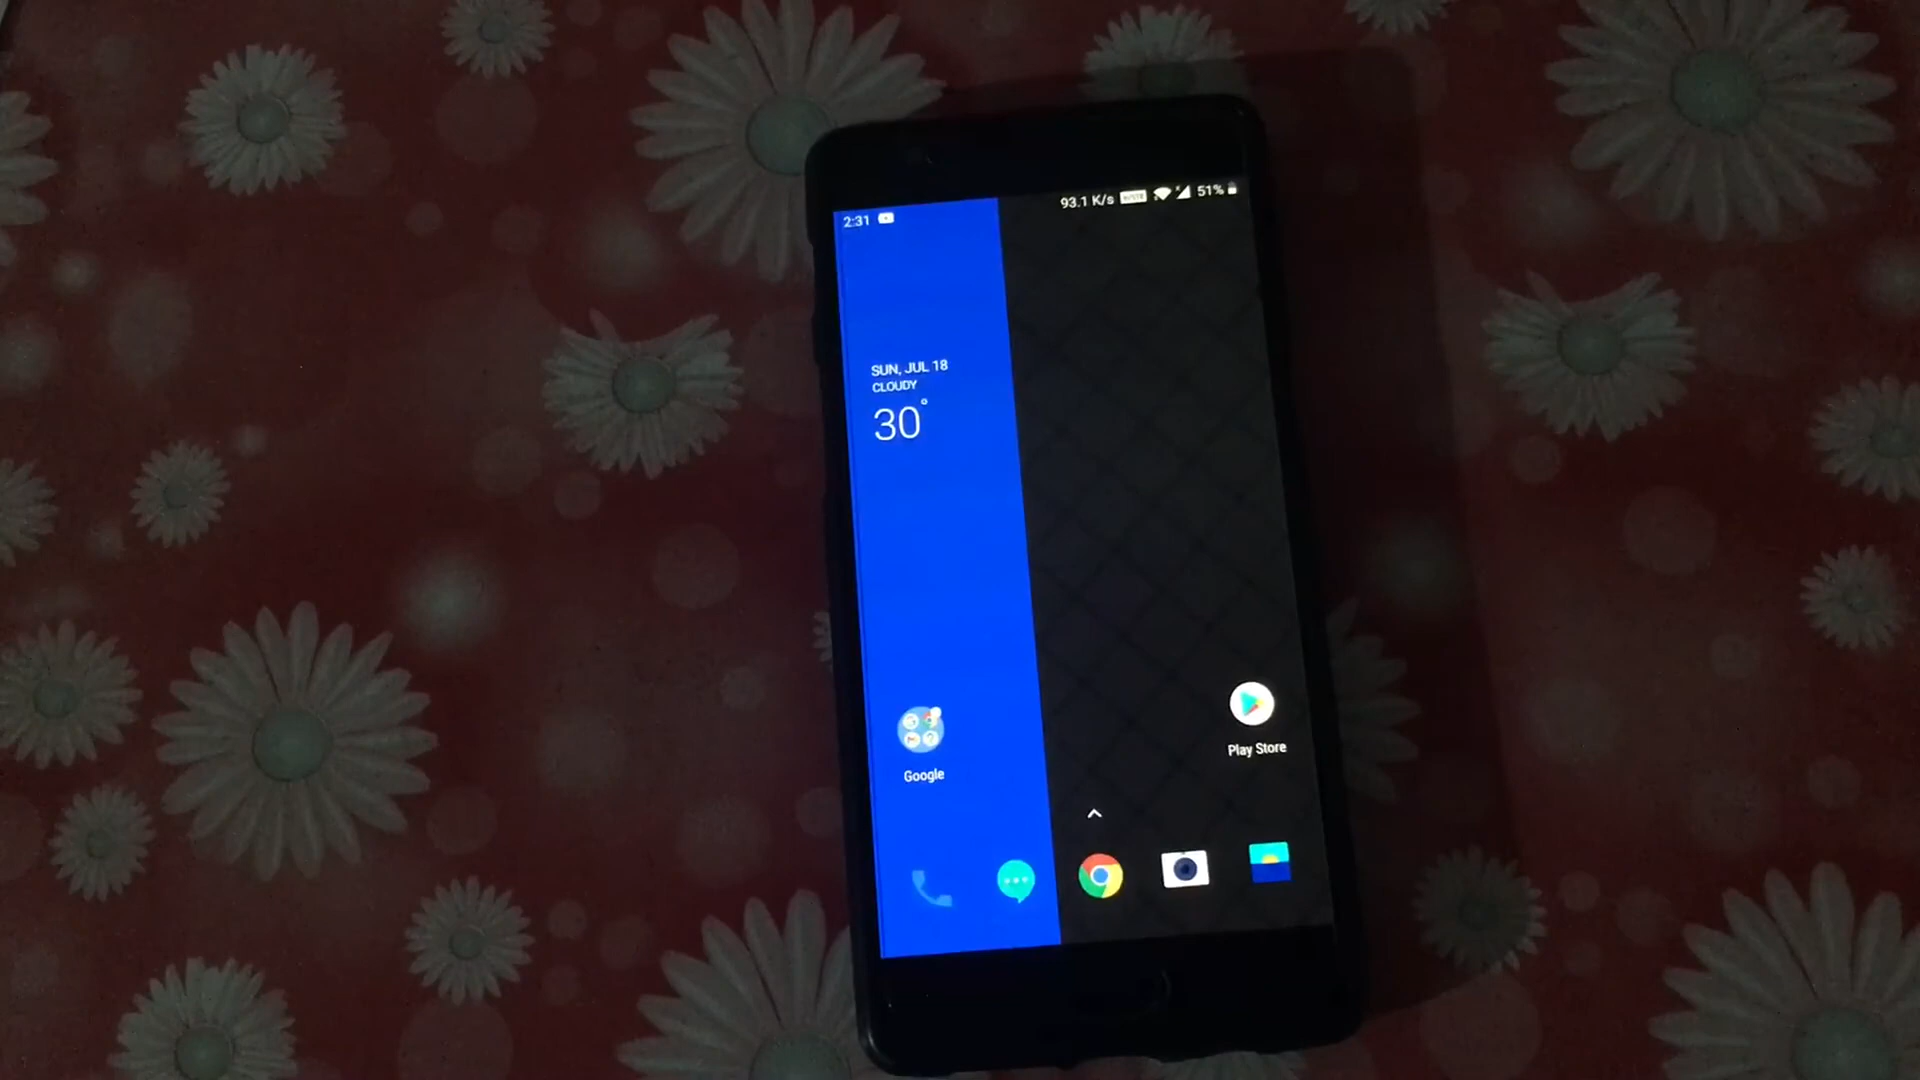 2:31
93.1 K/s
51%
SUN, JUL 18
CLOUDY
30°
Google
Play Store